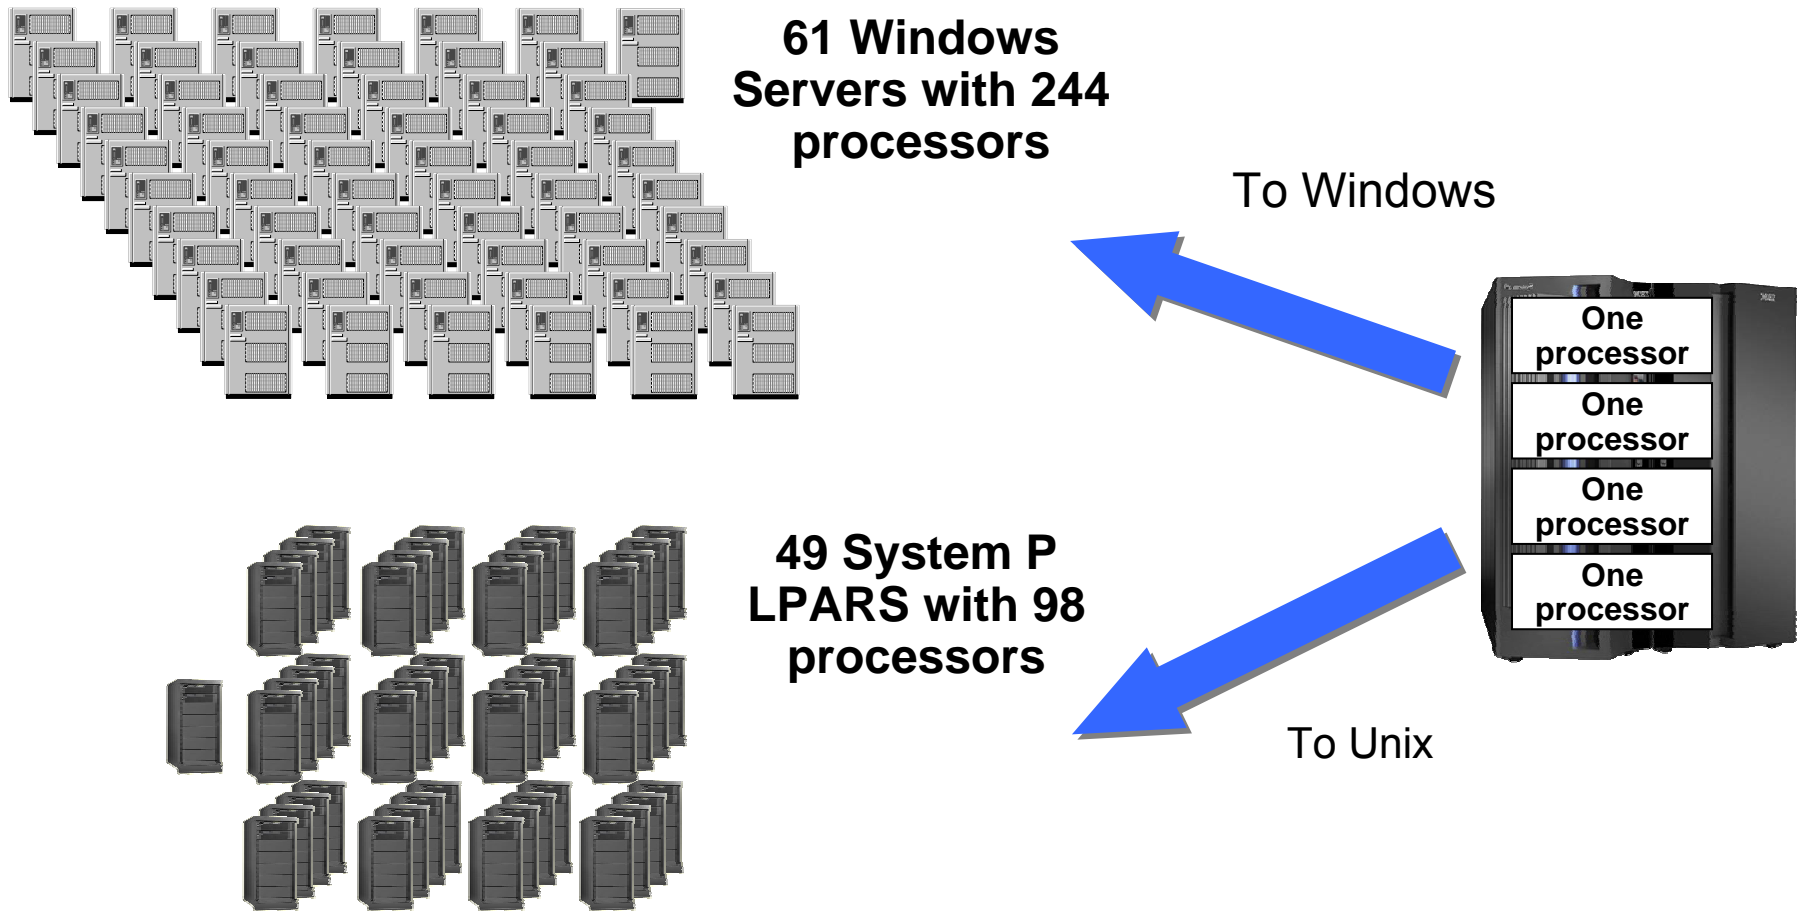 61 Windows
Servers with 244
processors
To Windows
One
processor
One
processor
One
processor
One
processor
49 System P
LPARS with 98
processors
To Unix